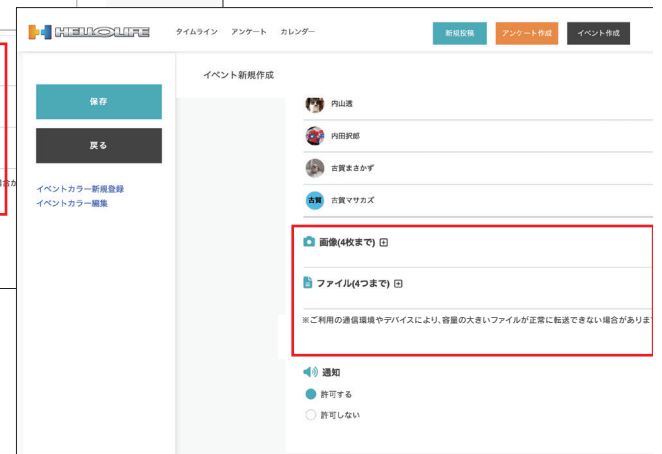 HELLOLIFE
タイムライン アンケート カレンダー
新規投稿 アンケート作成 イベント作成
イベント新規作成
保存
戻る
イベントカラー新規登録
イベントカラー編集
内山透
内田択郎
古賀まさかず
古賀 古賀マサカズ
画像(4枚まで)
ファイル(4つまで)
※ご利用の通信環境やデバイスにより、容量の大きいファイルが正常に転送できない場合がありま
通知
許可する
許可しない